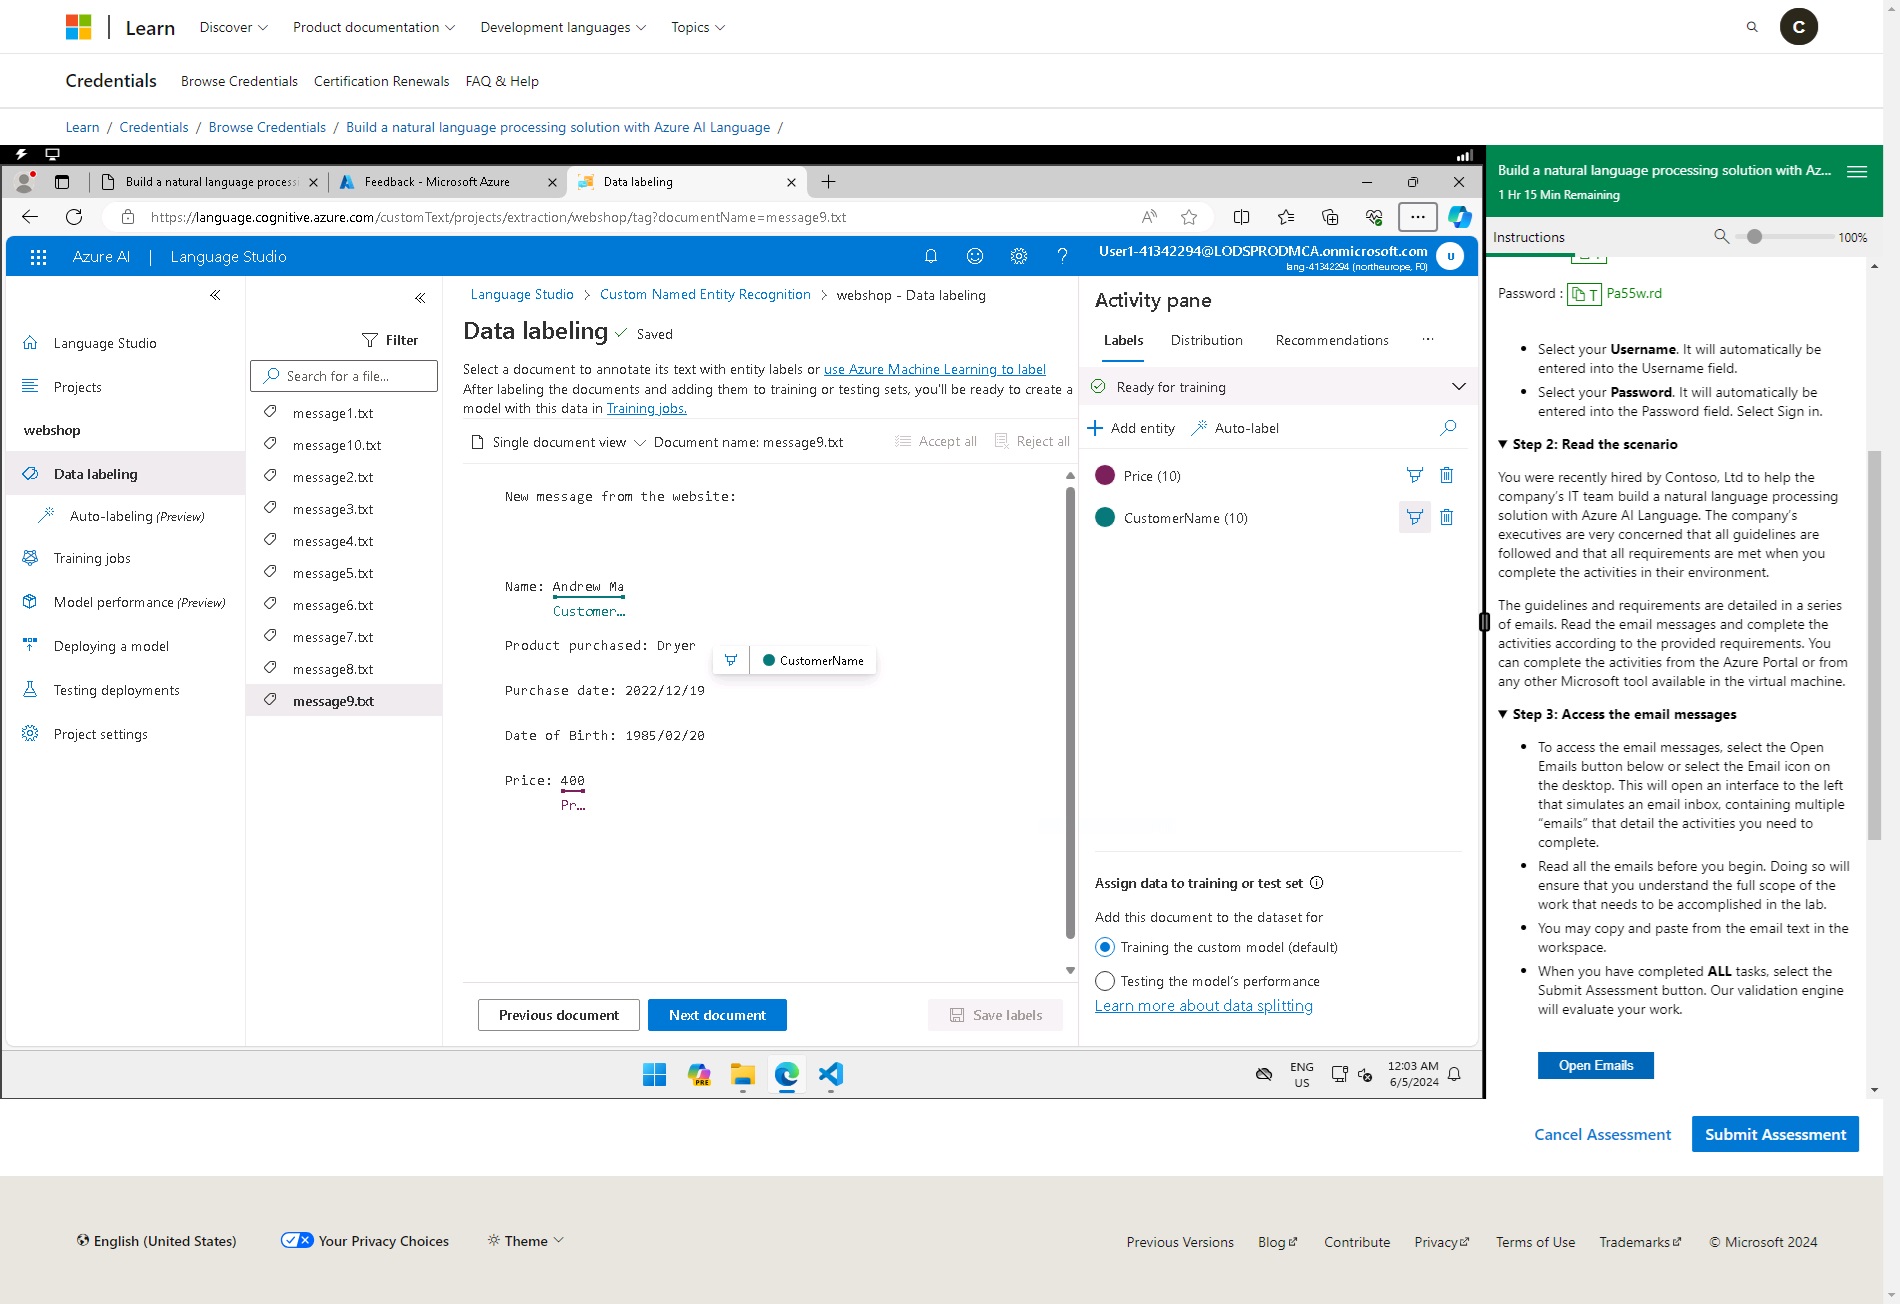 Learn
Discover
Product documentation
Development languages
Topics
C
Credentials
Browse Credentials
Certification Renewals
FAQ & Help
Learn / Credentials / Browse Credentials / Build a natural language processing solution with Azure AI Language /
Build a natural language processi
Feedback - Microsoft Azure
Data labeling
https://language.cognitive.azure.com/customText/projects/extraction/webshop/tag?documentName=message9.txt
Azure AI | Language Studio
User1-41342294@LODSPRODMCA.onmicrosoft.com
lang-41342294 (northeurope, F0)
U
Language Studio
Projects
webshop
Data labeling
Auto-labeling (Preview)
Training jobs
Model performance (Preview)
Deploying a model
Testing deployments
Project settings
Filter
Search for a file...
message1.txt
message10.txt
message2.txt
message3.txt
message4.txt
message5.txt
message6.txt
message7.txt
message8.txt
message9.txt
Language Studio > Custom Named Entity Recognition > webshop - Data labeling
Data labeling
Saved
Select a document to annotate its text with entity labels or use Azure Machine Learning to label
After labeling the documents and adding them to training or testing sets, you'll be ready to create a
model with this data in Training jobs.
Single document view
Document name: message9.txt
Accept all
Reject all
New message from the website:
Name: Andrew Ma
Customer...
Product purchased: Dryer
CustomerName
Purchase date: 2022/12/19
Date of Birth: 1985/02/20
Price: 400
Pr...
Previous document
Next document
Save labels
Activity pane
Labels
Distribution
Recommendations
Ready for training
Add entity
Auto-label
Price (10)
CustomerName (10)
Assign data to training or test set
Add this document to the dataset for
Training the custom model (default)
Testing the model's performance
Learn more about data splitting
PRE
ENG
US
12:03 AM
6/5/2024
Build a natural language processing solution with Az...
1 Hr 15 Min Remaining
Instructions
100%
Password : T Pa55w.rd
• Select your Username. It will automatically be
entered into the Username field.
• Select your Password. It will automatically be
entered into the Password field. Select Sign in.
Step 2: Read the scenario
You were recently hired by Contoso, Ltd to help the
company's IT team build a natural language processing
solution with Azure AI Language. The company's
executives are very concerned that all guidelines are
followed and that all requirements are met when you
complete the activities in their environment.
The guidelines and requirements are detailed in a series
of emails. Read the email messages and complete the
activities according to the provided requirements. You
can complete the activities from the Azure Portal or from
any other Microsoft tool available in the virtual machine.
Step 3: Access the email messages
• To access the email messages, select the Open
Emails button below or select the Email icon on
the desktop. This will open an interface to the left
that simulates an email inbox, containing multiple
"emails" that detail the activities you need to
complete.
• Read all the emails before you begin. Doing so will
ensure that you understand the full scope of the
work that needs to be accomplished in the lab.
• You may copy and paste from the email text in the
workspace.
• When you have completed ALL tasks, select the
Submit Assessment button. Our validation engine
will evaluate your work.
Open Emails
Cancel Assessment
Submit Assessment
English (United States)
Your Privacy Choices
Theme
Previous Versions
Blog
Contribute
Privacy
Terms of Use
Trademarks
© Microsoft 2024